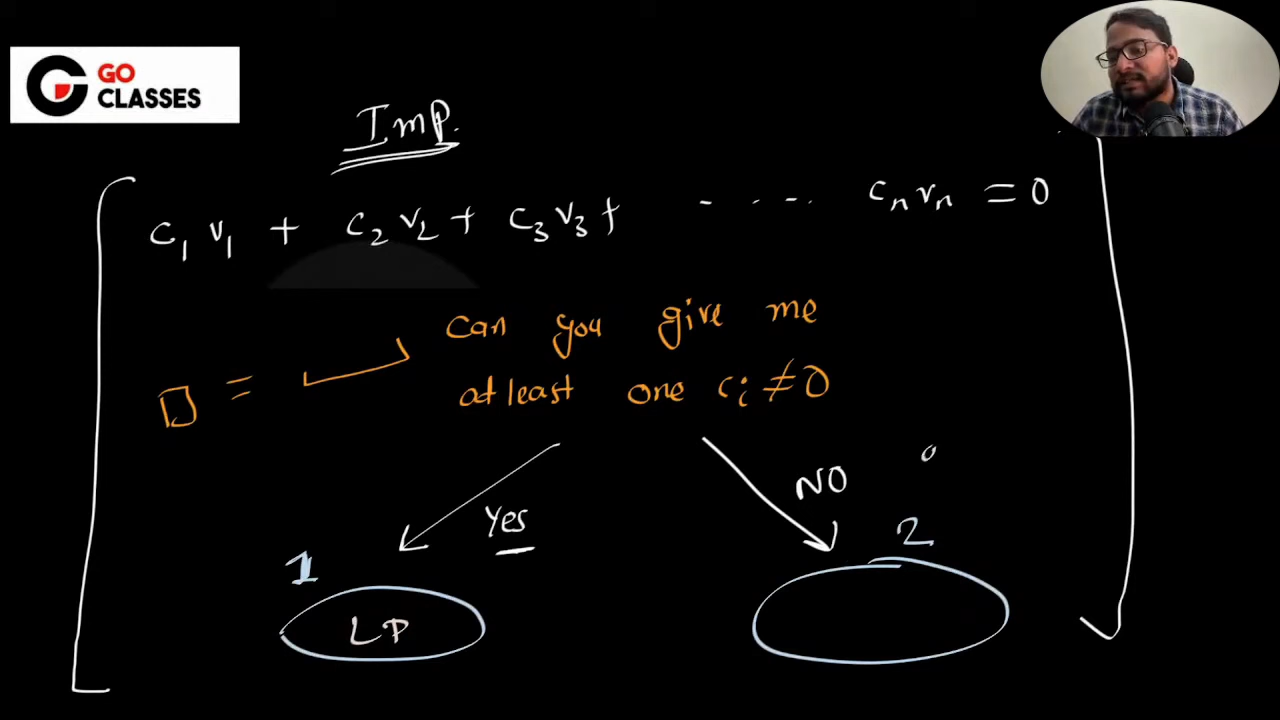 GO
CLASSES
Imp.
c₁ v₁ + c₂ v₂ + c₃ v₃ + - . - .. cₙ vₙ = 0
can you give me
□ = at least one cᵢ ≠ 0
NO
Yes
1
2
LP